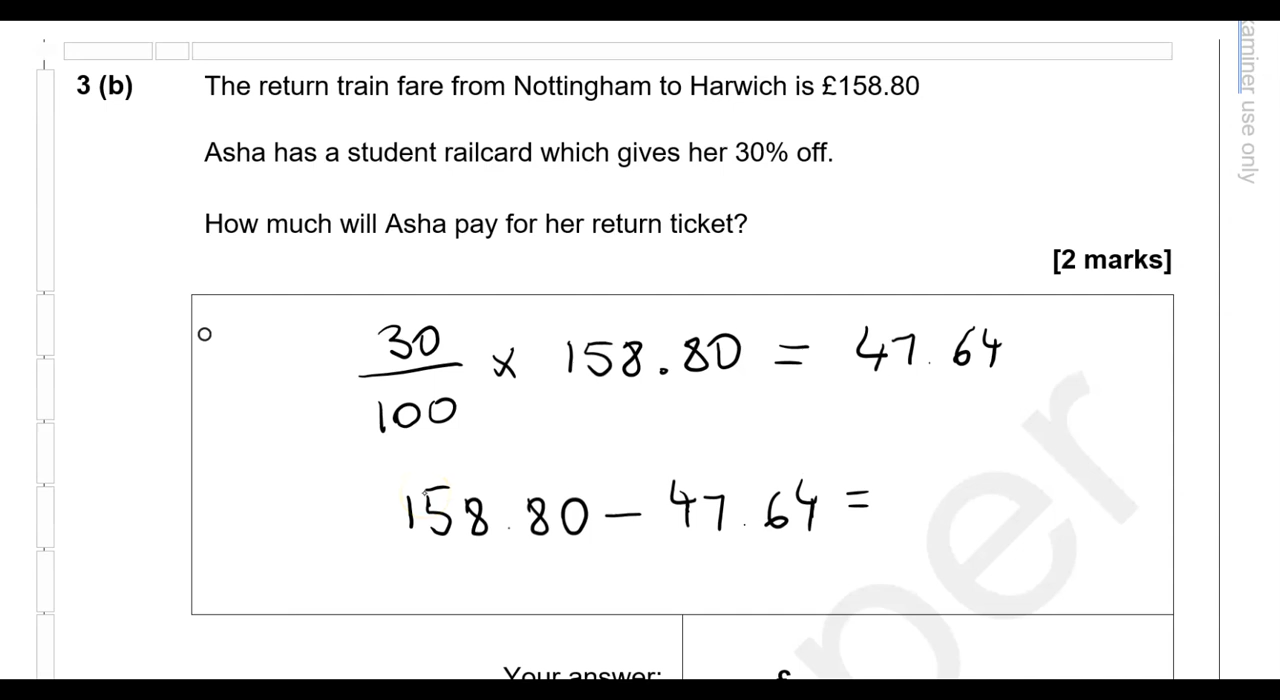 3 (b) The return train fare from Nottingham to Harwich is £158.80
Asha has a student railcard which gives her 30% off.
How much will Asha pay for her return ticket?
[2 marks]
30/100 × 158.80 = 47.64
158.80 - 47.64 =
Your answer: £
aminer use only
per